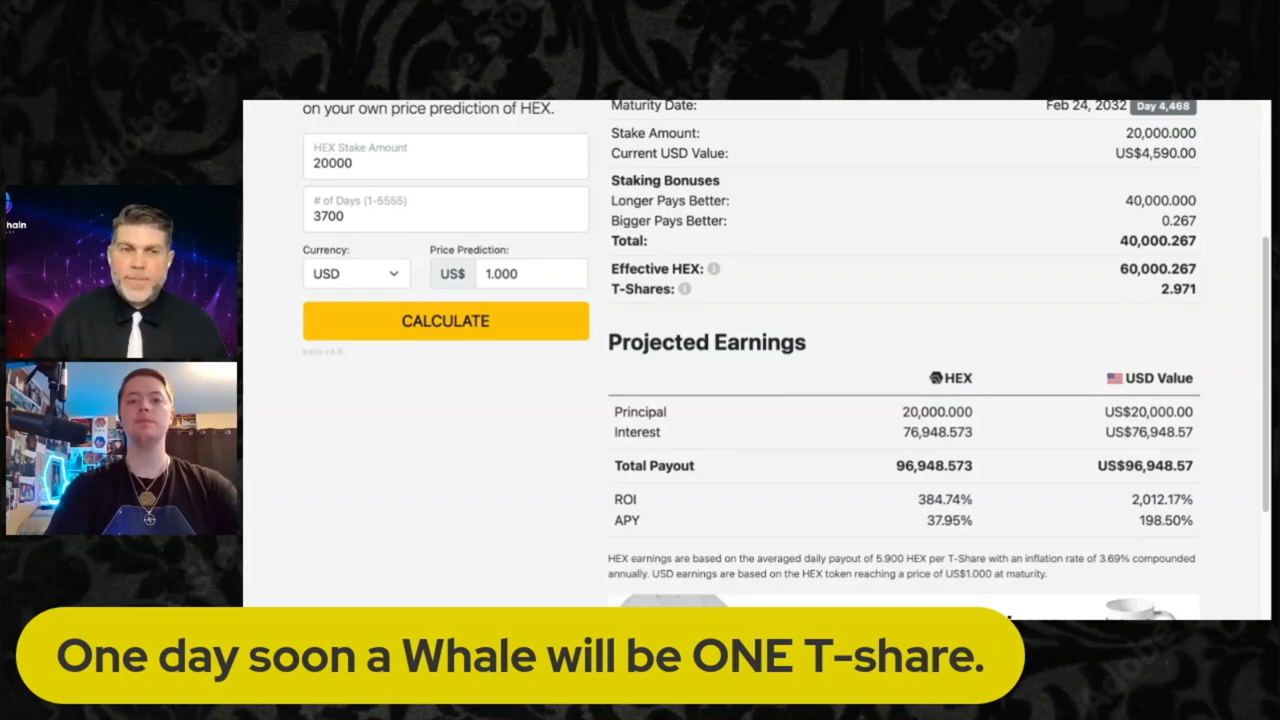 on your own price prediction of HEX.
HEX Stake Amount
20000
# of Days (1-5555)
3700
Currency:
Price Prediction:
USD
US$
1.000
CALCULATE
beta v4.8
Maturity Date: Feb 24, 2032 Day 4,468
Stake Amount: 20,000.000
Current USD Value: US$4,590.00
Staking Bonuses
Longer Pays Better: 40,000.000
Bigger Pays Better: 0.267
Total: 40,000.267
Effective HEX: 60,000.267
T-Shares: 2.971
Projected Earnings
HEX USD Value
Principal 20,000.000 US$20,000.00
Interest 76,948.573 US$76,948.57
Total Payout 96,948.573 US$96,948.57
ROI 384.74% 2,012.17%
APY 37.95% 198.50%
HEX earnings are based on the averaged daily payout of 5.900 HEX per T-Share with an inflation rate of 3.69% compounded
annually. USD earnings are based on the HEX token reaching a price of US$1.000 at maturity.
hain
One day soon a Whale will be ONE T-share.